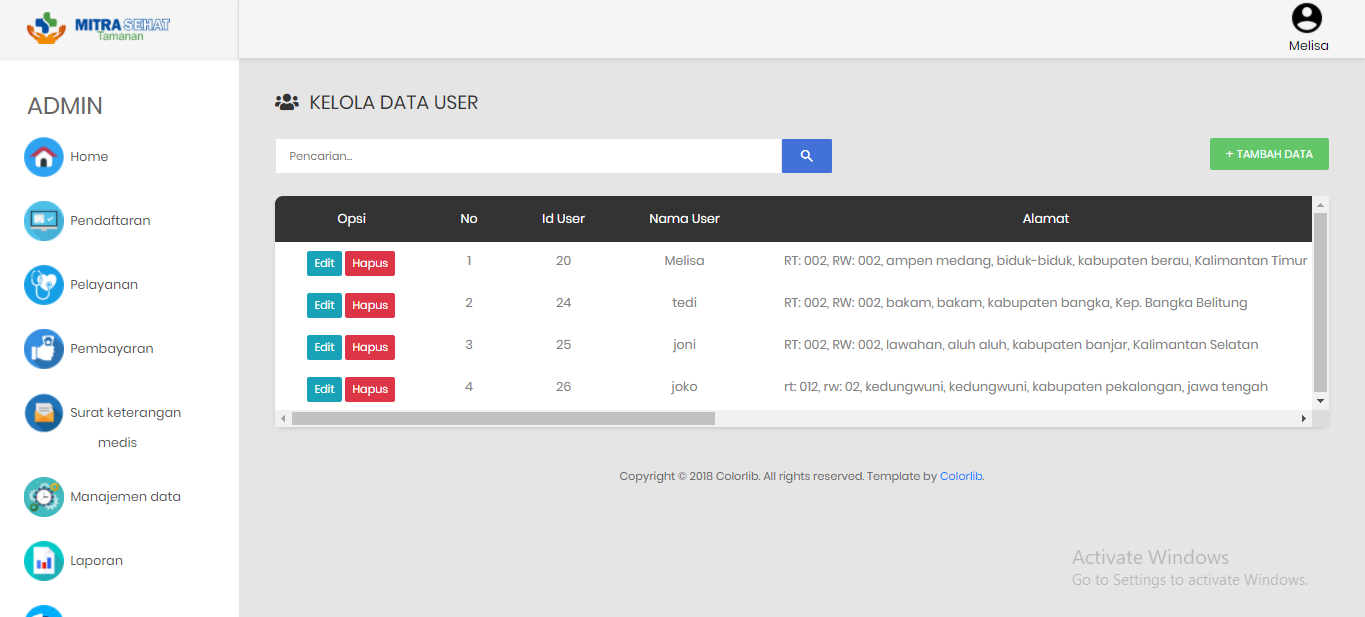 MITRA SEHAT
Tamanan
Melisa
ADMIN
Home
Pendaftaran
Pelayanan
Pembayaran
Surat keterangan
medis
Manajemen data
Laporan
KELOLA DATA USER
Pencarian...
+ TAMBAH DATA
Opsi No Id User Nama User Alamat
Edit Hapus 1 20 Melisa RT: 002, RW: 002, ampen medang, biduk-biduk, kabupaten berau, Kalimantan Timur
Edit Hapus 2 24 tedi RT: 002, RW: 002, bakam, bakam, kabupaten bangka, Kep. Bangka Belitung
Edit Hapus 3 25 joni RT: 002, RW: 002, lawahan, aluh aluh, kabupaten banjar, Kalimantan Selatan
Edit Hapus 4 26 joko rt: 012, rw: 02, kedungwuni, kedungwuni, kabupaten pekalongan, jawa tengah
Copyright © 2018 Colorlib. All rights reserved. Template by Colorlib.
Activate Windows
Go to Settings to activate Windows.